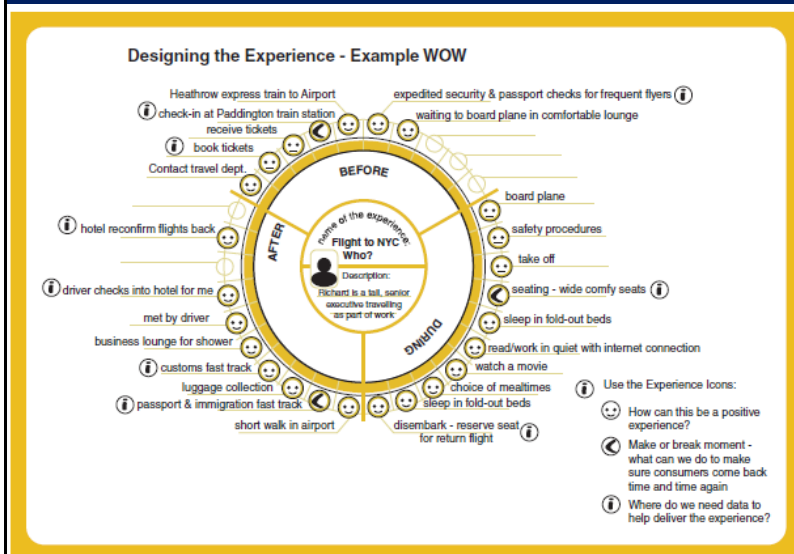 Designing the Experience - Example WOW
Heathrow express train to Airport
check-in at Paddington train station
receive tickets
book tickets
Contact travel dept.
expedited security & passport checks for frequent flyers
waiting to board plane in comfortable lounge
BEFORE
board plane
safety procedures
take off
seating - wide comfy seats
sleep in fold-out beds
read/work in quiet with internet connection
watch a movie
choice of mealtimes
sleep in fold-out beds
disembark - reserve seat
for return flight
DURING
hotel reconfirm flights back
driver checks into hotel for me
met by driver
business lounge for shower
customs fast track
luggage collection
passport & immigration fast track
short walk in airport
AFTER
name of the experience:
Flight to NYC
Who?
Description:
Richard is a tall, senior
executive travelling
as part of work
Use the Experience Icons:
How can this be a positive
experience?
Make or break moment -
what can we do to make
sure consumers come back
time and time again
Where do we need data to
help deliver the experience?